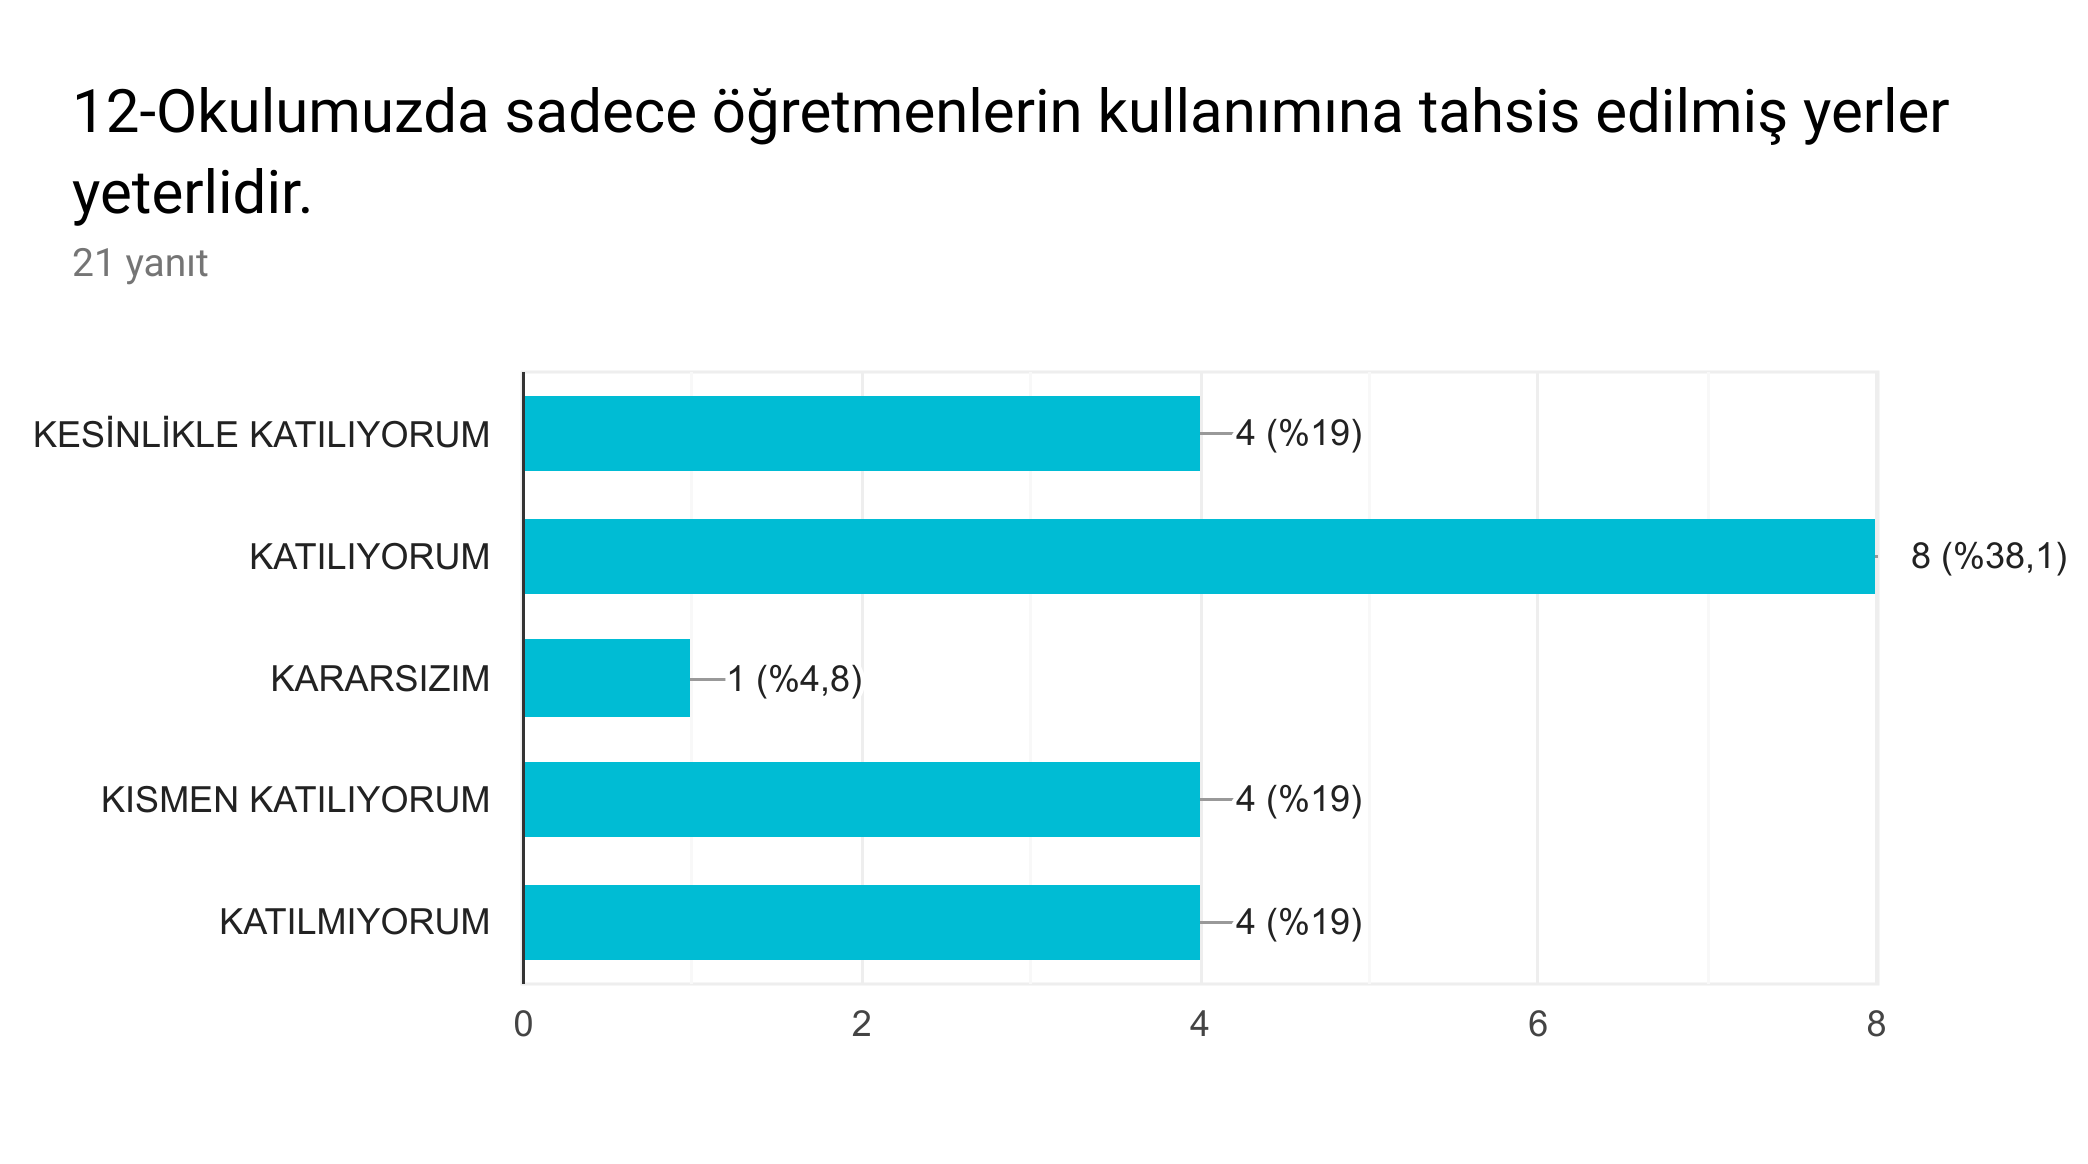 12-Okulumuzda sadece öğretmenlerin kullanımına tahsis edilmiş yerler
yeterlidir.
21 yanıt
KESİNLİKLE KATILIYORUM 4 (%19)
KATILIYORUM 8 (%38,1)
KARARSIZIM 1 (%4,8)
KISMEN KATILIYORUM 4 (%19)
KATILMIYORUM 4 (%19)
0 2 4 6 8